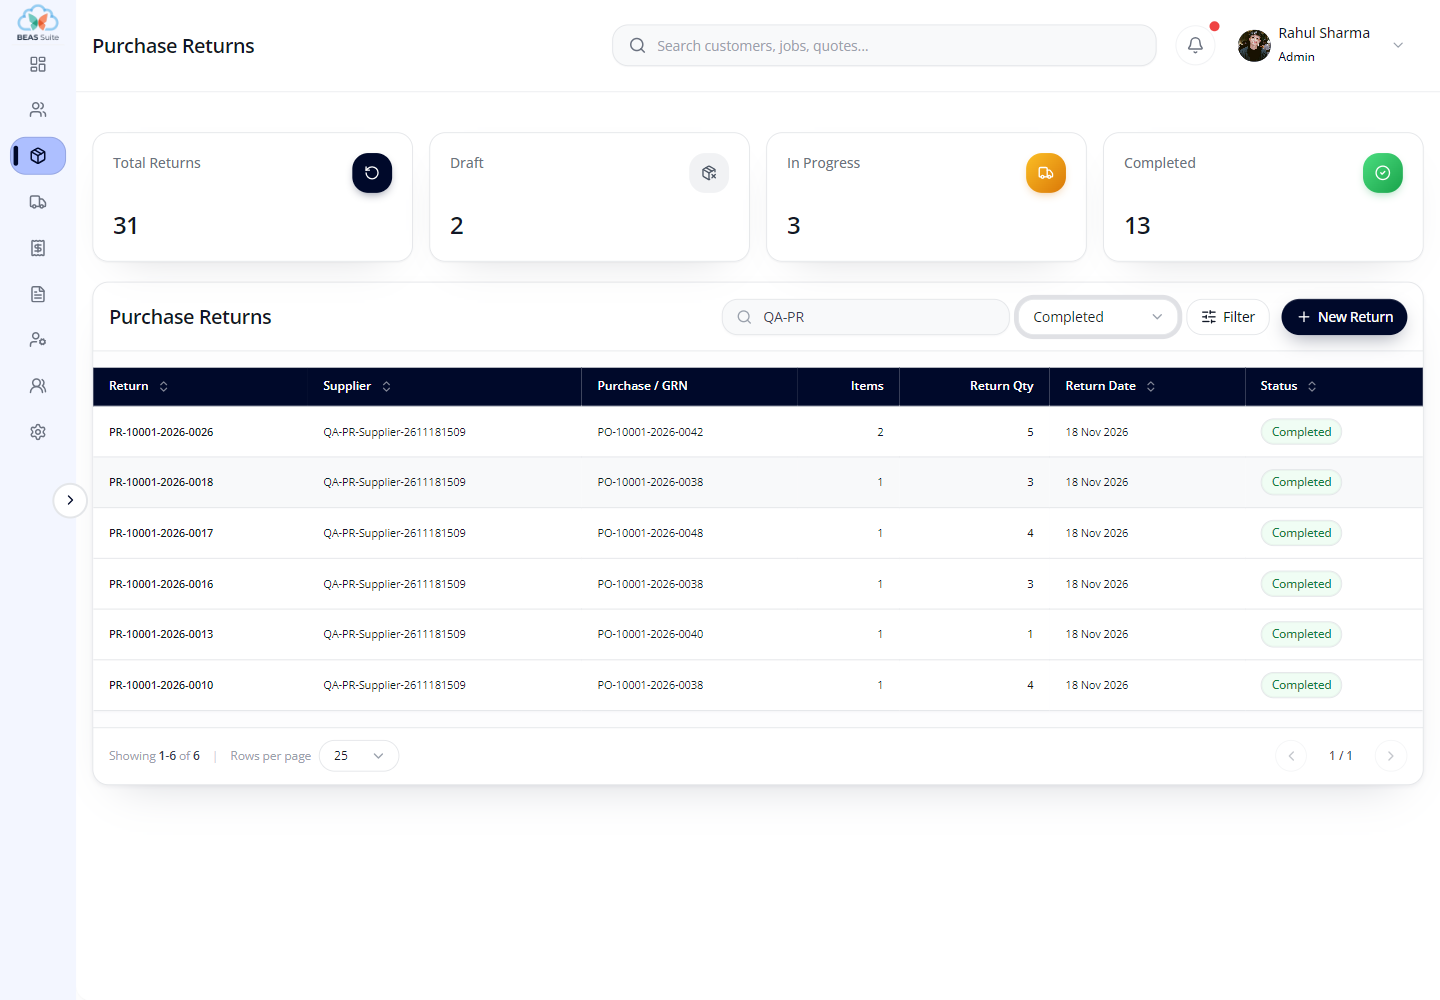 BEAS Suite
Purchase Returns
Search customers, jobs, quotes...
Rahul Sharma
Admin
Total Returns
31
Draft
2
In Progress
3
Completed
13
Purchase Returns
QA-PR
Completed
Filter
New Return
Return Supplier Purchase / GRN Items Return Qty Return Date Status
PR-10001-2026-0026 QA-PR-Supplier-2611181509 PO-10001-2026-0042 2 5 18 Nov 2026 Completed
PR-10001-2026-0018 QA-PR-Supplier-2611181509 PO-10001-2026-0038 1 3 18 Nov 2026 Completed
PR-10001-2026-0017 QA-PR-Supplier-2611181509 PO-10001-2026-0048 1 4 18 Nov 2026 Completed
PR-10001-2026-0016 QA-PR-Supplier-2611181509 PO-10001-2026-0038 1 3 18 Nov 2026 Completed
PR-10001-2026-0013 QA-PR-Supplier-2611181509 PO-10001-2026-0040 1 1 18 Nov 2026 Completed
PR-10001-2026-0010 QA-PR-Supplier-2611181509 PO-10001-2026-0038 1 4 18 Nov 2026 Completed
Showing 1-6 of 6 | Rows per page 25 1 / 1